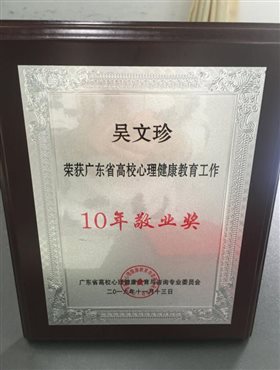 吴文珍
荣获广东省高校心理健康教育工作
10年敬业奖
广东省高校心理健康教育与咨询专业委员会